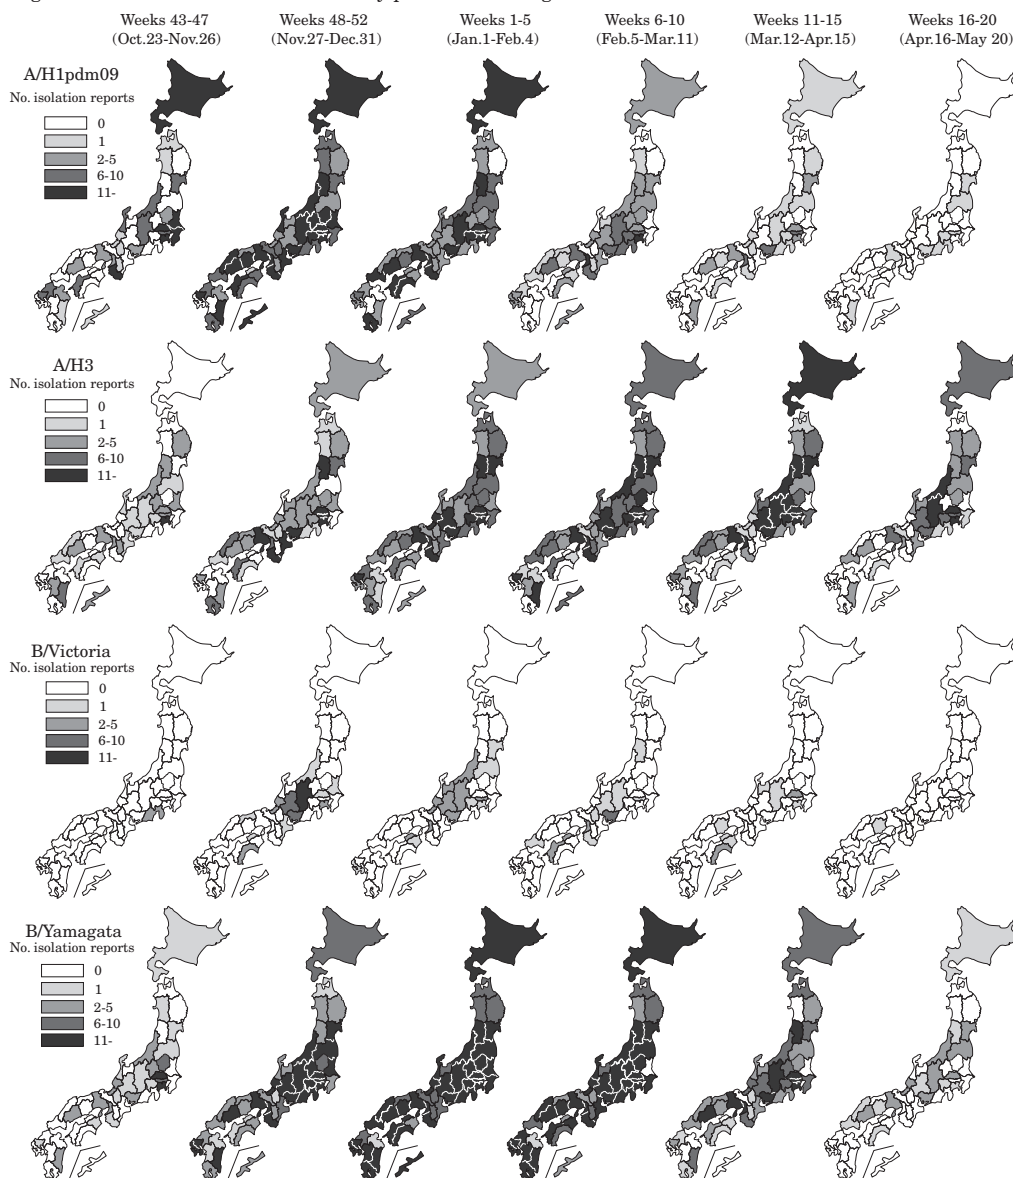 Weeks 43-47 Weeks 48-52 Weeks 1-5 Weeks 6-10 Weeks 11-15 Weeks 16-20
(Oct.23-Nov.26) (Nov.27-Dec.31) (Jan.1-Feb.4) (Feb.5-Mar.11) (Mar.12-Apr.15) (Apr.16-May 20)
A/H1pdm09
No. isolation reports
0
1
2-5
6-10
11-
A/H3
No. isolation reports
0
1
2-5
6-10
11-
B/Victoria
No. isolation reports
0
1
2-5
6-10
11-
B/Yamagata
No. isolation reports
0
1
2-5
6-10
11-